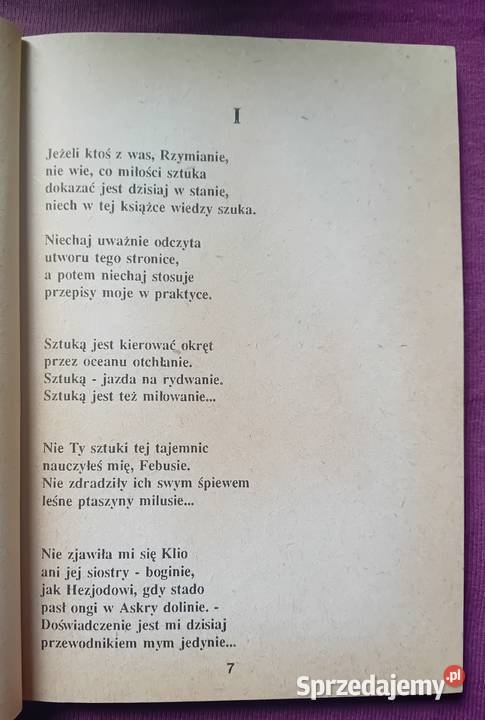 I
Jeżeli ktoś z was, Rzymianie,
nie wie, co miłości sztuka
dokazać jest dzisiaj w stanie,
niech w tej książce wiedzy szuka.
Niechaj uważnie odczyta
utworu tego stronice,
a potem niechaj stosuje
przepisy moje w praktyce.
Sztuką jest kierować okręt
przez oceanu otchłanie.
Sztuką - jazda na rydwanie.
Sztuką jest też miłowanie...
Nie Ty sztuki tej tajemnic
nauczyłeś mię, Febusie.
Nie zdradziły ich swym śpiewem
leśne ptaszyny milusie...
Nie zjawiła mi się Klio
ani jej siostry - boginie,
jak Hezjodowi, gdy stado
pasł ongi w Askry dolinie. -
Doświadczenie jest mi dzisiaj
przewodnikiem mym jedynie...
7
Sprzedajemy.pl